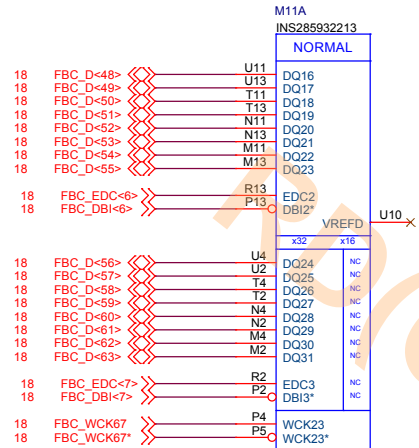 M11A
INS285932213
NORMAL
18 FBC_D<48> U11 DQ16
18 FBC_D<49> U13 DQ17
18 FBC_D<50> T11 DQ18
18 FBC_D<51> T13 DQ19
18 FBC_D<52> N11 DQ20
18 FBC_D<53> N13 DQ21
18 FBC_D<54> M11 DQ22
18 FBC_D<55> M13 DQ23
18 FBC_EDC<6> R13 EDC2
18 FBC_DBI<6> P13 DBI2*
VREFD U10
x32 x16
18 FBC_D<56> U4 DQ24 NC
18 FBC_D<57> U2 DQ25 NC
18 FBC_D<58> T4 DQ26 NC
18 FBC_D<59> T2 DQ27 NC
18 FBC_D<60> N4 DQ28 NC
18 FBC_D<61> N2 DQ29 NC
18 FBC_D<62> M4 DQ30 NC
18 FBC_D<63> M2 DQ31 NC
18 FBC_EDC<7> R2 EDC3 NC
18 FBC_DBI<7> P2 DBI3* NC
18 FBC_WCK67 P4 WCK23
18 FBC_WCK67* P5 WCK23*